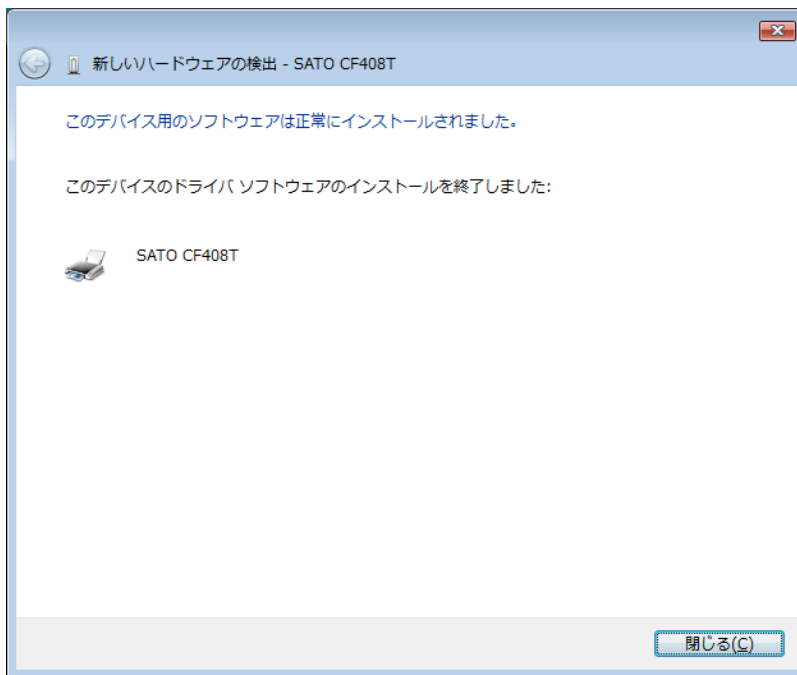 新しいハードウェアの検出 - SATO CF408T
このデバイス用のソフトウェアは正常にインストールされました。
このデバイスのドライバ ソフトウェアのインストールを終了しました:
SATO CF408T
閉じる(C)